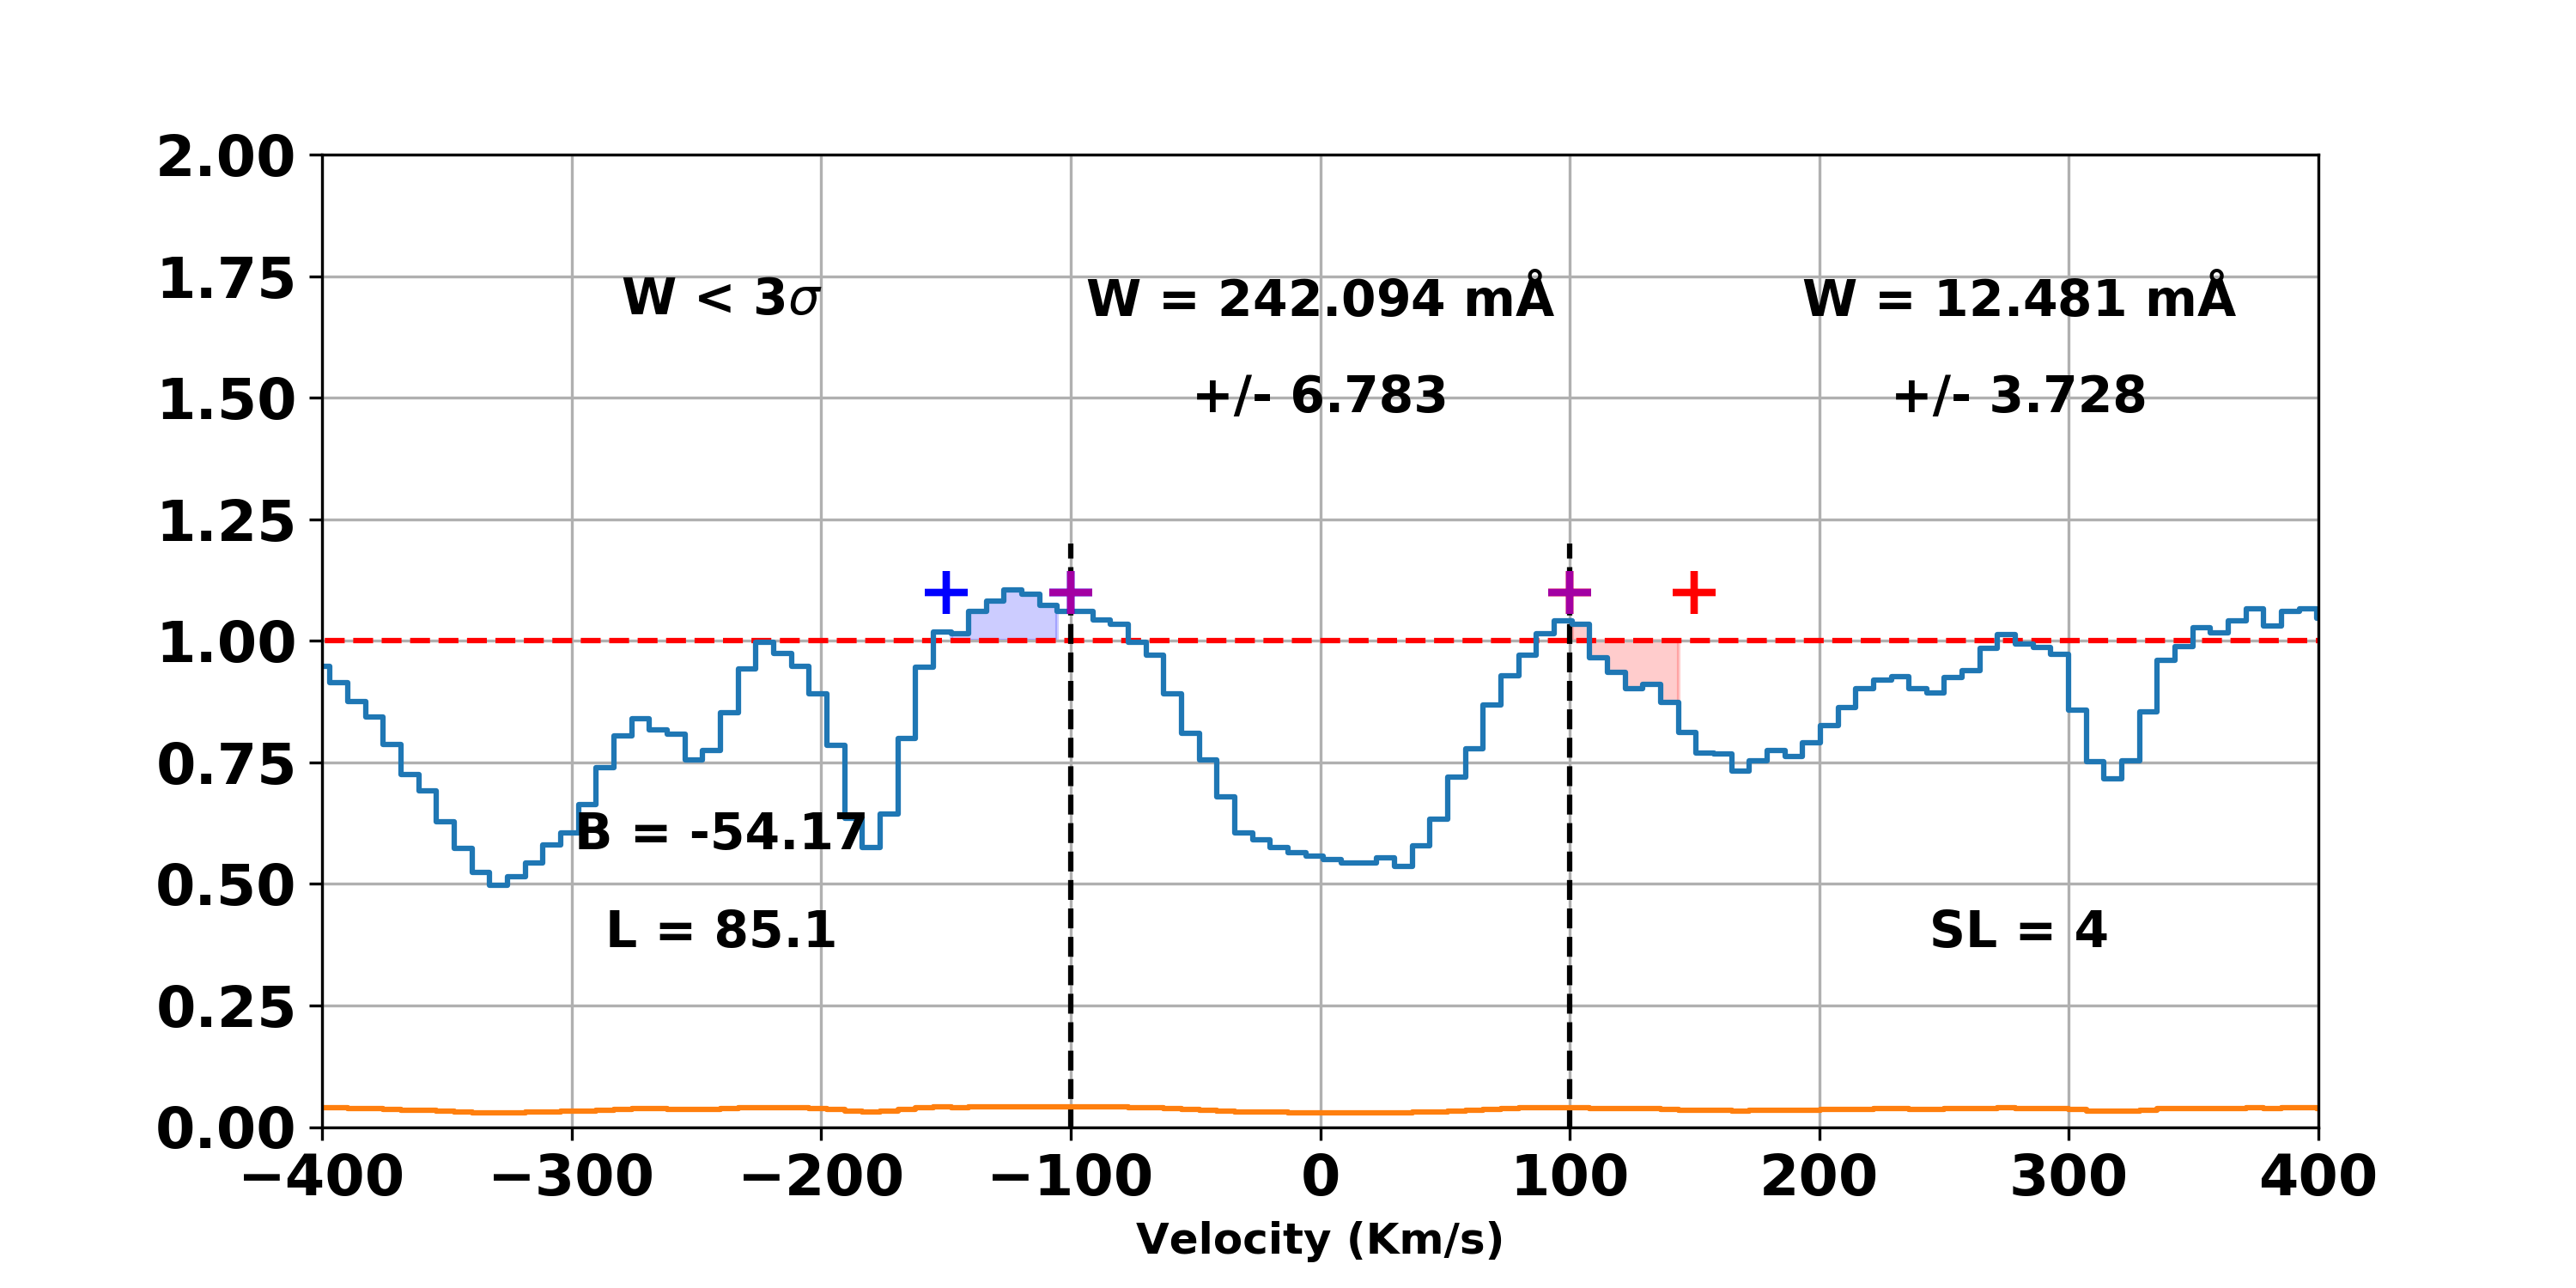 2.00
1.75
1.50
1.25
1.00
0.75
0.50
0.25
0.00
W < 3σ
W = 242.094 mÅ
+/- 6.783
W = 12.481 mÅ
+/- 3.728
B = -54.17
L = 85.1
SL = 4
−400 −300 −200 −100 0 100 200 300 400
Velocity (Km/s)